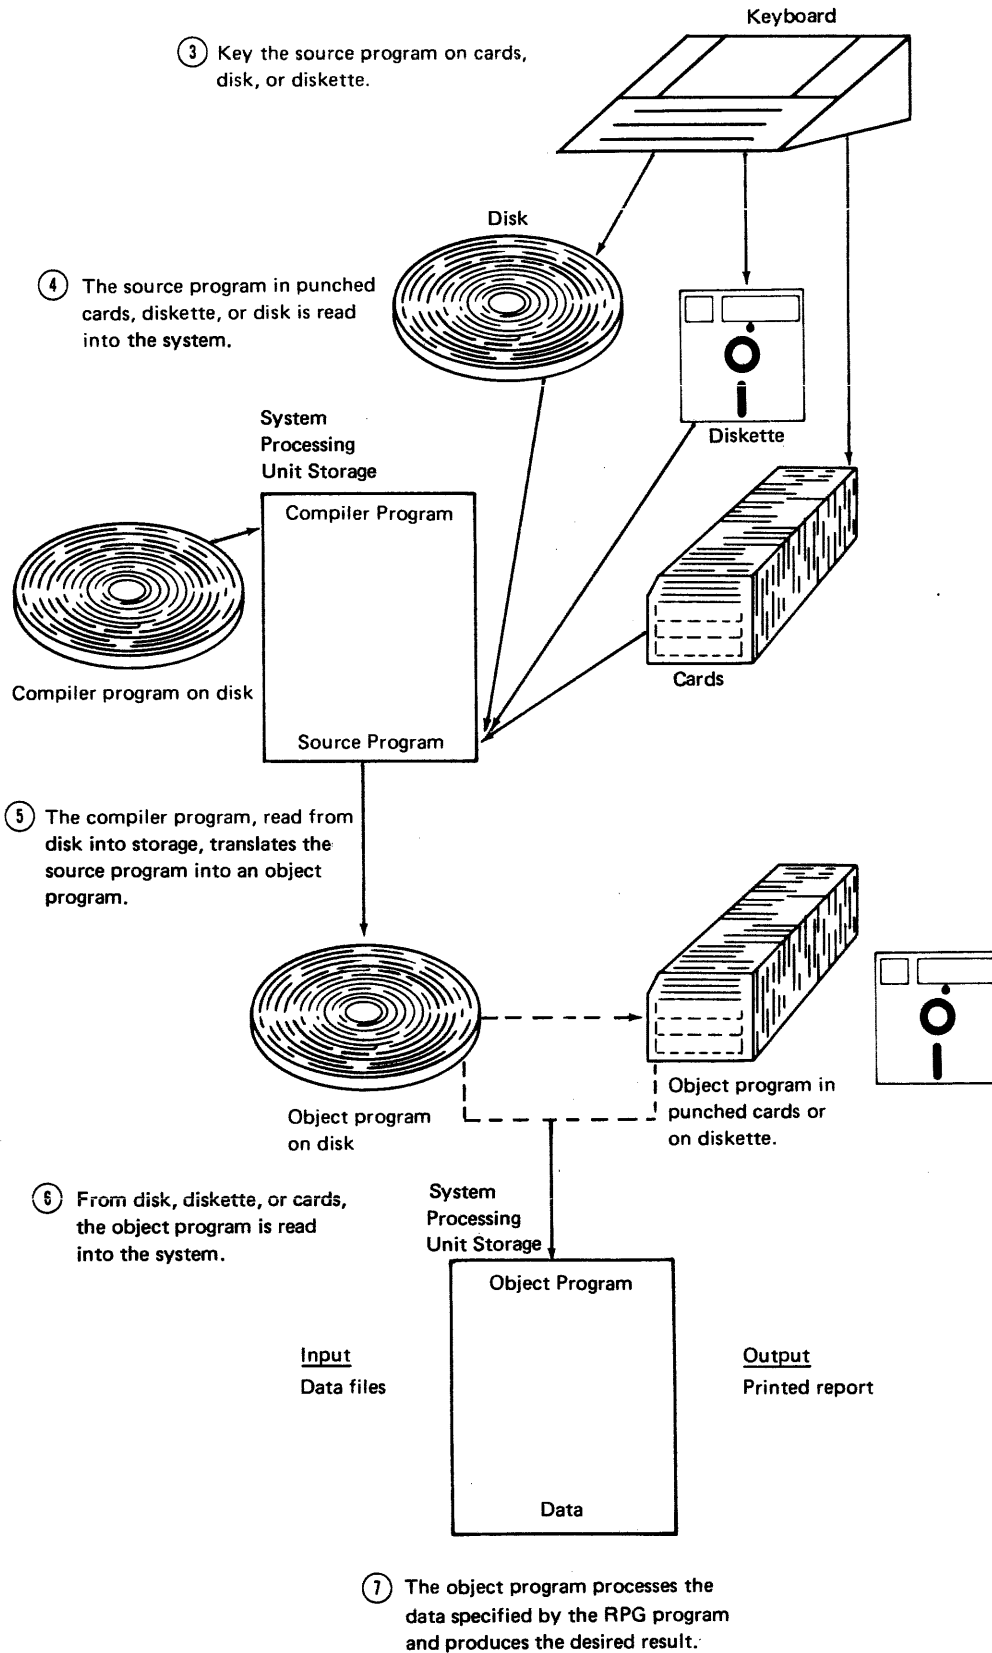 Keyboard
3 Key the source program on cards,
disk, or diskette.
Disk
4 The source program in punched
cards, diskette, or disk is read
into the system.
Diskette
System
Processing
Unit Storage
Compiler Program
Cards
Compiler program on disk
Source Program
5 The compiler program, read from
disk into storage, translates the
source program into an object
program.
Object program
on disk
Object program in
punched cards or
on diskette.
6 From disk, diskette, or cards,
the object program is read
into the system.
System
Processing
Unit Storage
Object Program
Input
Data files
Output
Printed report
Data
7 The object program processes the
data specified by the RPG program
and produces the desired result.